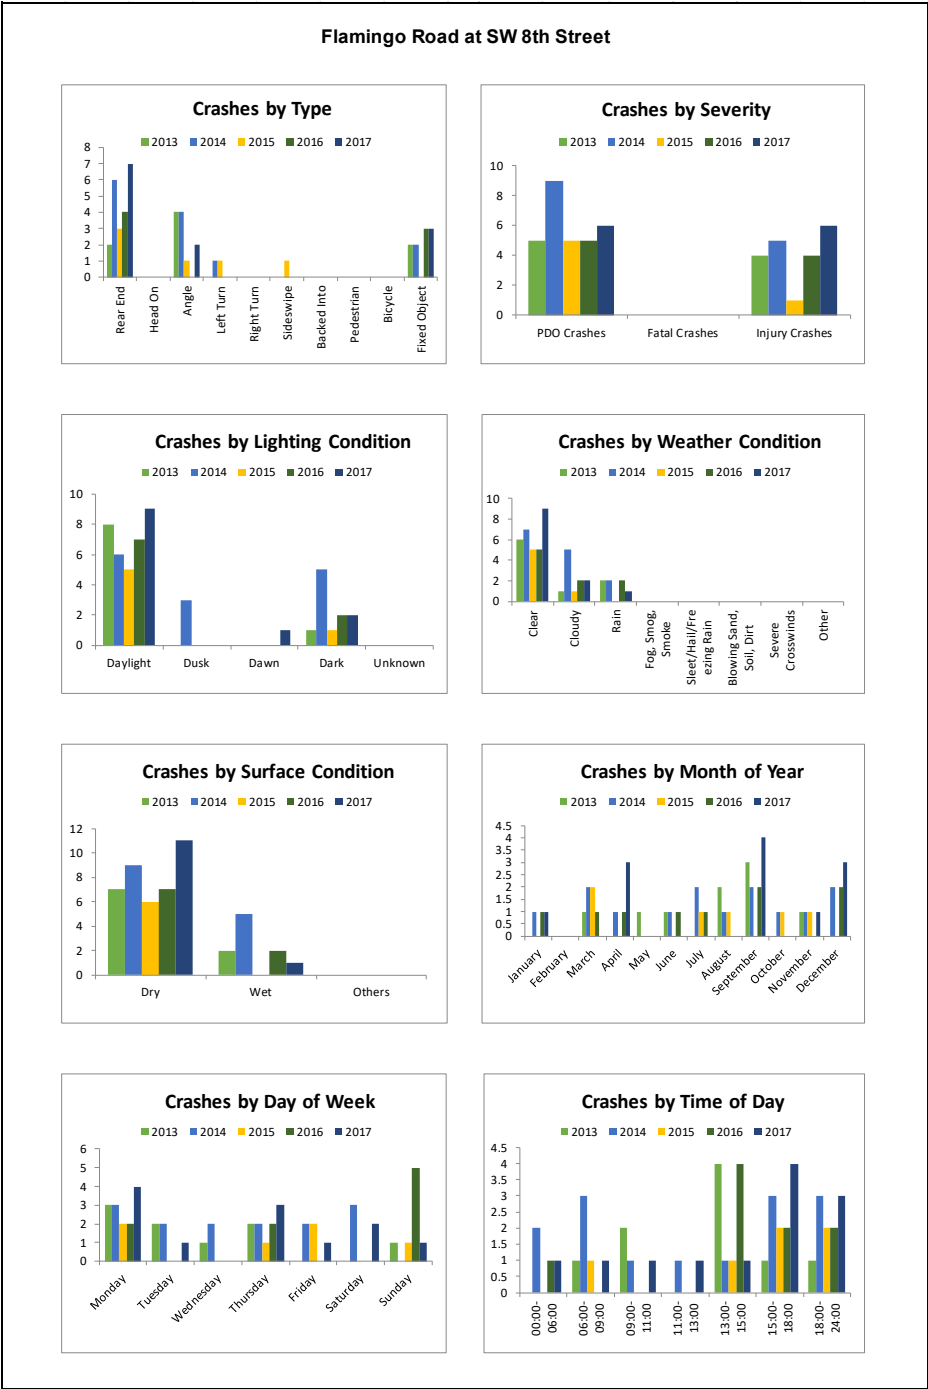 Flamingo Road at SW 8th Street
Crashes by Type
2013 2014 2015 2016 2017
8
7
6
5
4
3
2
1
0
Rear End
Head On
Angle
Left Turn
Right Turn
Sideswipe
Backed Into
Pedestrian
Bicycle
Fixed Object
Crashes by Severity
2013 2014 2015 2016 2017
10
8
6
4
2
0
PDO Crashes Fatal Crashes Injury Crashes
Crashes by Lighting Condition
2013 2014 2015 2016 2017
10
8
6
4
2
0
Daylight Dusk Dawn Dark Unknown
Crashes by Weather Condition
2013 2014 2015 2016 2017
10
8
6
4
2
0
Clear
Cloudy
Rain
Fog, Smog,
Smoke
Sleet/Hail/Fre
ezing Rain
Blowing Sand,
Soil, Dirt
Severe
Crosswinds
Other
Crashes by Surface Condition
2013 2014 2015 2016 2017
12
10
8
6
4
2
0
Dry Wet Others
Crashes by Month of Year
2013 2014 2015 2016 2017
4.5
4
3.5
3
2.5
2
1.5
1
0.5
0
January
February
March
April
May
June
July
August
September
October
November
December
Crashes by Day of Week
2013 2014 2015 2016 2017
6
5
4
3
2
1
0
Monday
Tuesday
Wednesday
Thursday
Friday
Saturday
Sunday
Crashes by Time of Day
2013 2014 2015 2016 2017
4.5
4
3.5
3
2.5
2
1.5
1
0.5
0
00:00-
06:00
06:00-
09:00
09:00-
11:00
11:00-
13:00
13:00-
15:00
15:00-
18:00
18:00-
24:00